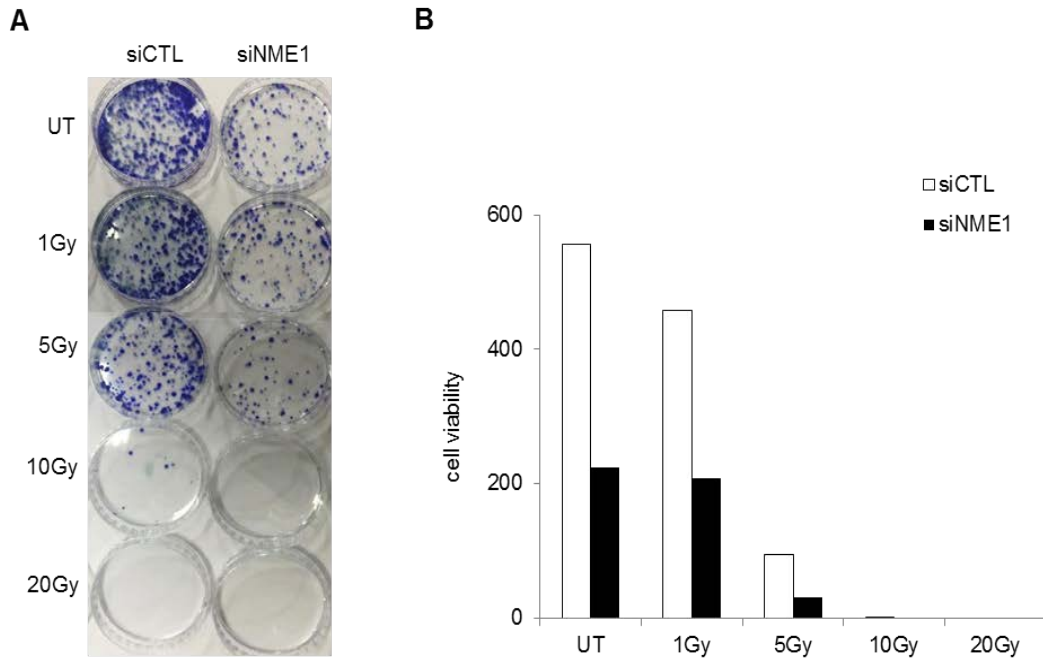 A
siCTL siNME1
UT
1Gy
5Gy
10Gy
20Gy
B
siCTL
siNME1
cell viability
600
400
200
0
UT 1Gy 5Gy 10Gy 20Gy